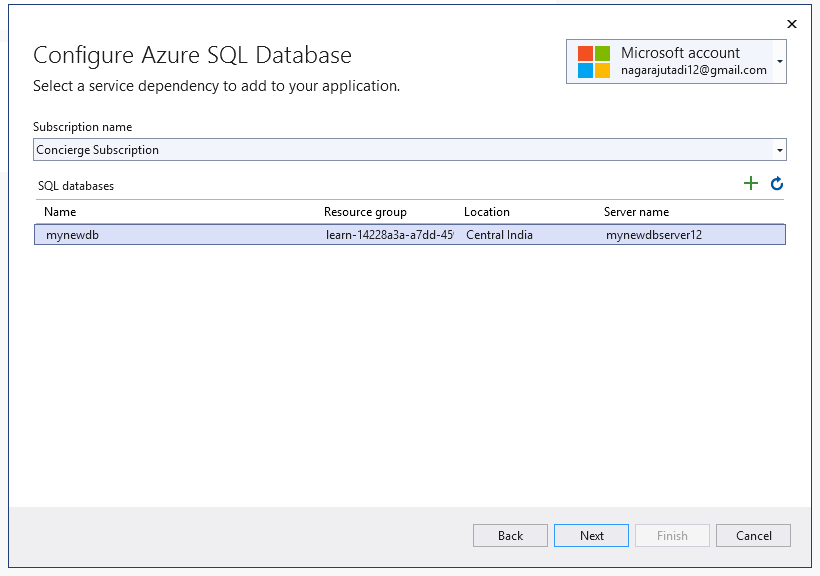 Configure Azure SQL Database
Select a service dependency to add to your application.
Microsoft account
nagarajutadi12@gmail.com
Subscription name
Concierge Subscription
SQL databases
Name Resource group Location Server name
mynewdb learn-14228a3a-a7dd-45 Central India mynewdbserver12
Back Next Finish Cancel